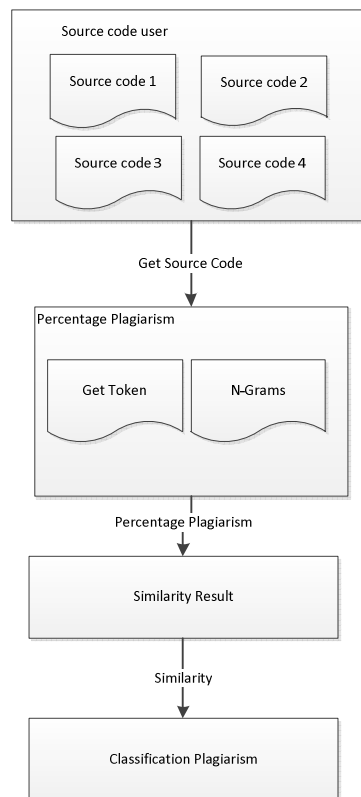 Source code user
Source code 1
Source code 2
Source code 3
Source code 4
Get Source Code
Percentage Plagiarism
Get Token
N-Grams
Percentage Plagiarism
Similarity Result
Similarity
Classification Plagiarism